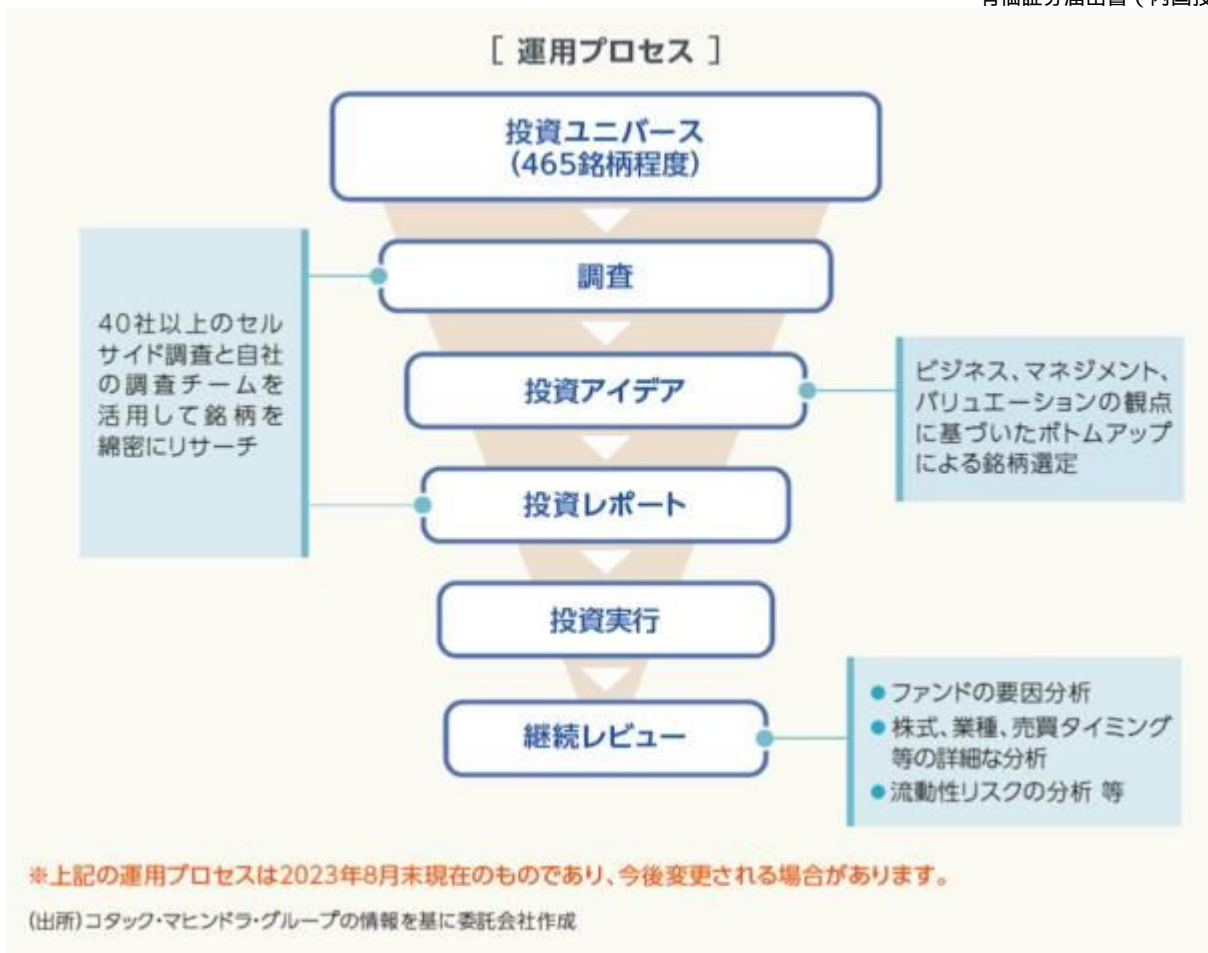 [ 運用プロセス ]
投資ユニバース
(465銘柄程度)
調査
40社以上のセル
サイド調査と自社
の調査チームを
活用して銘柄を
綿密にリサーチ
投資アイデア
ビジネス、マネジメント、
バリュエーションの観点
に基づいたボトムアップ
による銘柄選定
投資レポート
投資実行
継続レビュー
●ファンドの要因分析
●株式、業種、売買タイミング
等の詳細な分析
●流動性リスクの分析 等
※上記の運用プロセスは2023年8月末現在のものであり、今後変更される場合があります。
(出所)コタック・マヒンドラ・グループの情報を基に委託会社作成